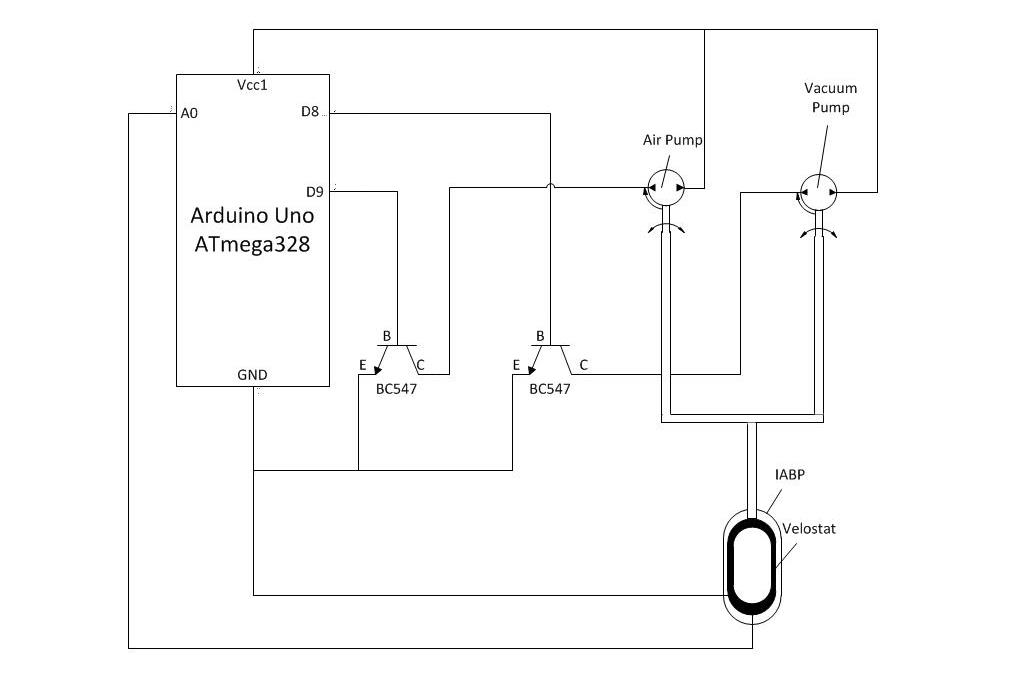 Vcc1
A0
D8
D9
Arduino Uno
ATmega328
GND
Vacuum
Pump
Air Pump
B
E
C
BC547
B
E
C
BC547
IABP
Velostat